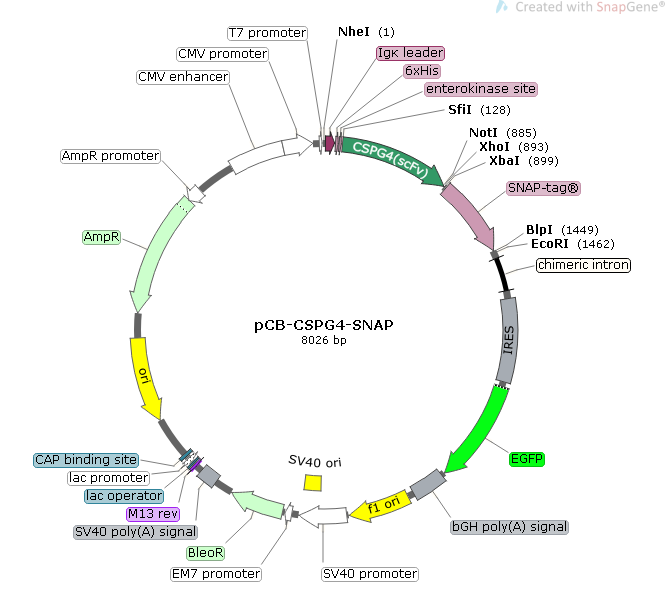 Created with SnapGene®
T7 promoter
NheI (1)
CMV promoter
Igκ leader
CMV enhancer
6xHis
enterokinase site
SfiI (128)
NotI (885)
XhoI (893)
XbaI (899)
CSPG4(scFv)
AmpR promoter
SNAP-tag®
AmpR
BlpI (1449)
EcoRI (1462)
chimeric intron
pCB-CSPG4-SNAP
8026 bp
IRES
ori
CAP binding site
SV40 ori
EGFP
lac promoter
lac operator
f1 ori
M13 rev
bGH poly(A) signal
SV40 poly(A) signal
BleoR
EM7 promoter
SV40 promoter